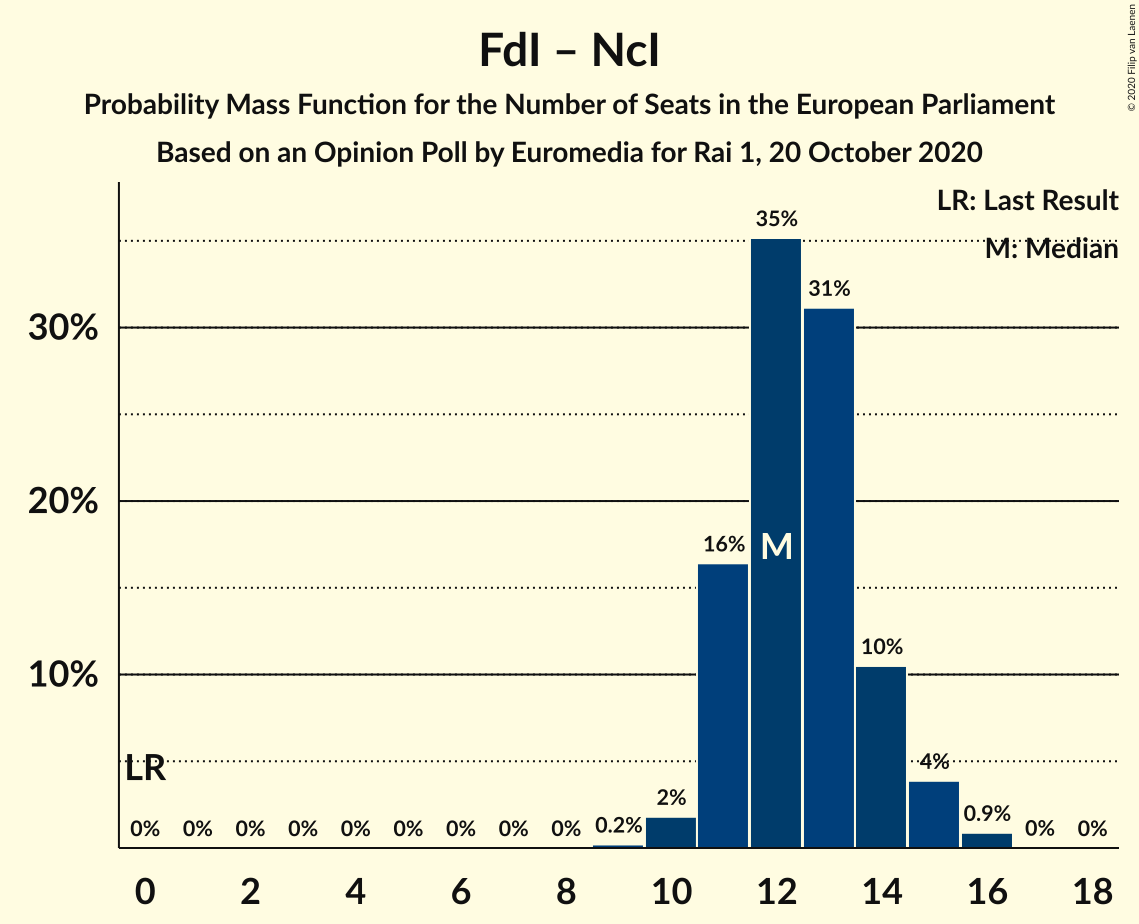 FdI – NcI
Probability Mass Function for the Number of Seats in the European Parliament
Based on an Opinion Poll by Euromedia for Rai 1, 20 October 2020
© 2020 Filip van Laenen
LR: Last Result
M: Median
30%
20%
10%
35%
31%
16%
M
10%
LR
4%
2%
0.9%
0.2%
0% 0% 0% 0% 0% 0% 0% 0% 0% 0% 0%
0 2 4 6 8 10 12 14 16 18